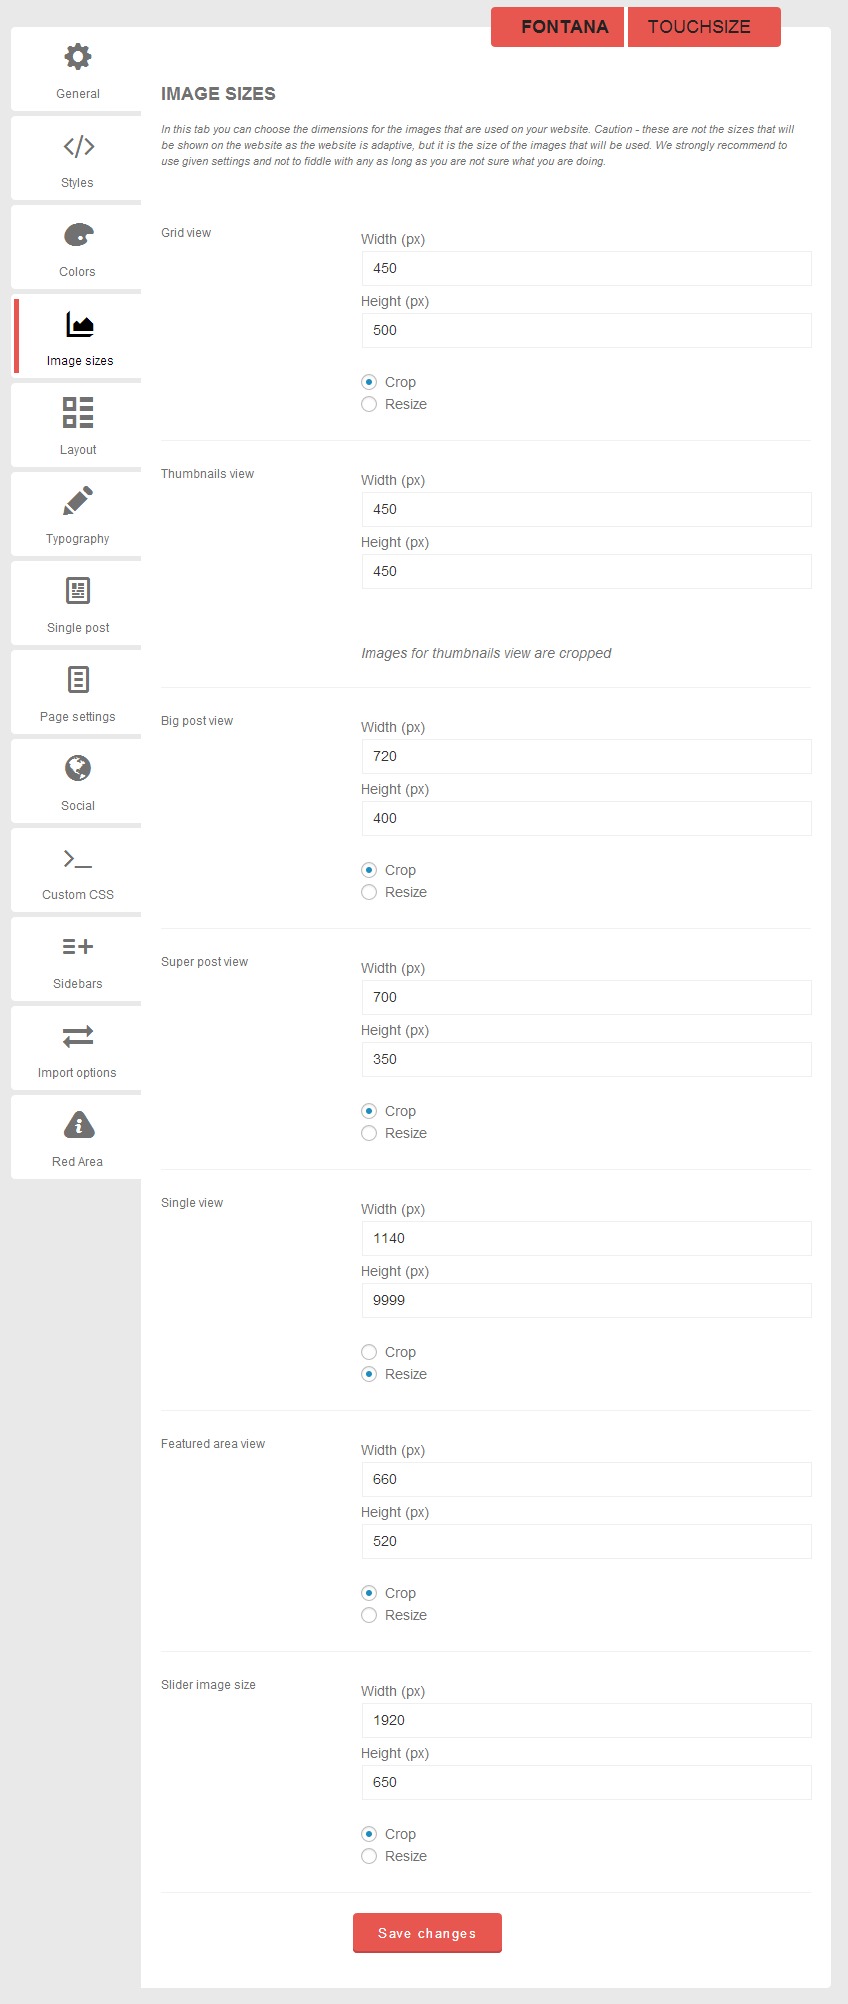 FONTANA
TOUCHSIZE
General
Styles
Colors
Image sizes
Layout
Typography
Single post
Page settings
Social
Custom CSS
Sidebars
Import options
Red Area
IMAGE SIZES
In this tab you can choose the dimensions for the images that are used on your website. Caution - these are not the sizes that will
be shown on the website as the website is adaptive, but it is the size of the images that will be used. We strongly recommend to
use given settings and not to fiddle with any as long as you are not sure what you are doing.
Grid view
Width (px)
450
Height (px)
500
Crop
Resize
Thumbnails view
Width (px)
450
Height (px)
450
Images for thumbnails view are cropped
Big post view
Width (px)
720
Height (px)
400
Crop
Resize
Super post view
Width (px)
700
Height (px)
350
Crop
Resize
Single view
Width (px)
1140
Height (px)
9999
Crop
Resize
Featured area view
Width (px)
660
Height (px)
520
Crop
Resize
Slider image size
Width (px)
1920
Height (px)
650
Crop
Resize
Save changes